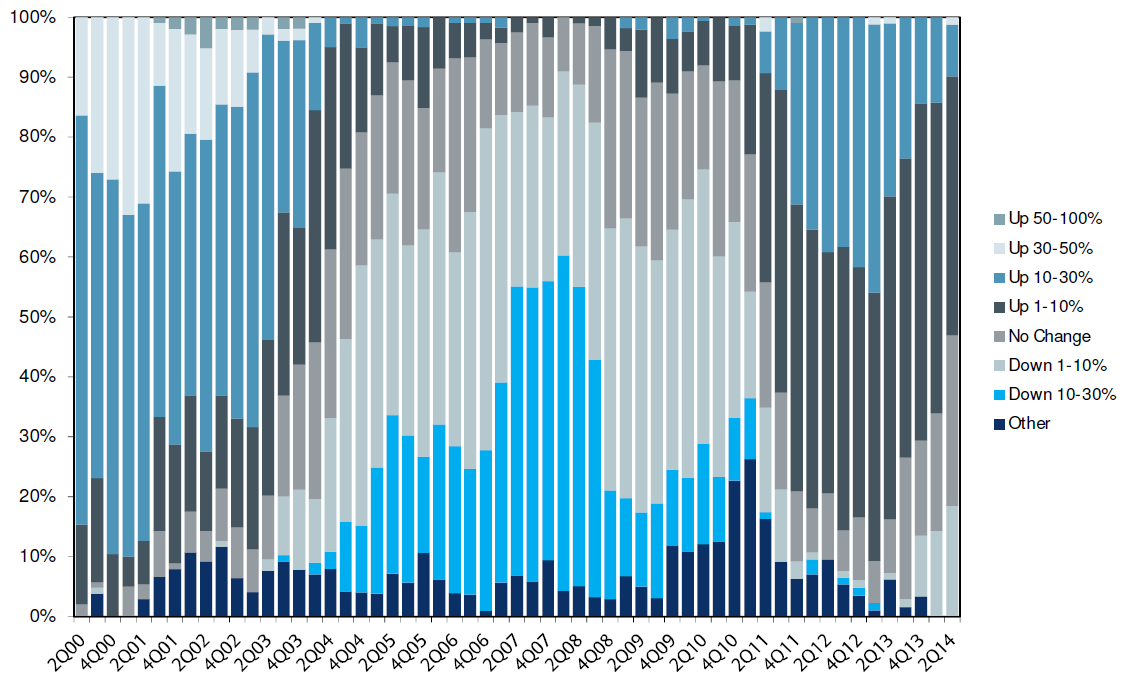 100%
90%
80%
70%
60%
50%
40%
30%
20%
10%
0%
Up 50-100%
Up 30-50%
Up 10-30%
Up 1-10%
No Change
Down 1-10%
Down 10-30%
Other
2Q00
4Q00
2Q01
4Q01
2Q02
4Q02
2Q03
4Q03
2Q04
4Q04
2Q05
4Q05
2Q06
4Q06
2Q07
4Q07
2Q08
4Q08
2Q09
4Q09
2Q10
4Q10
2Q11
4Q11
2Q12
4Q12
2Q13
4Q13
2Q14